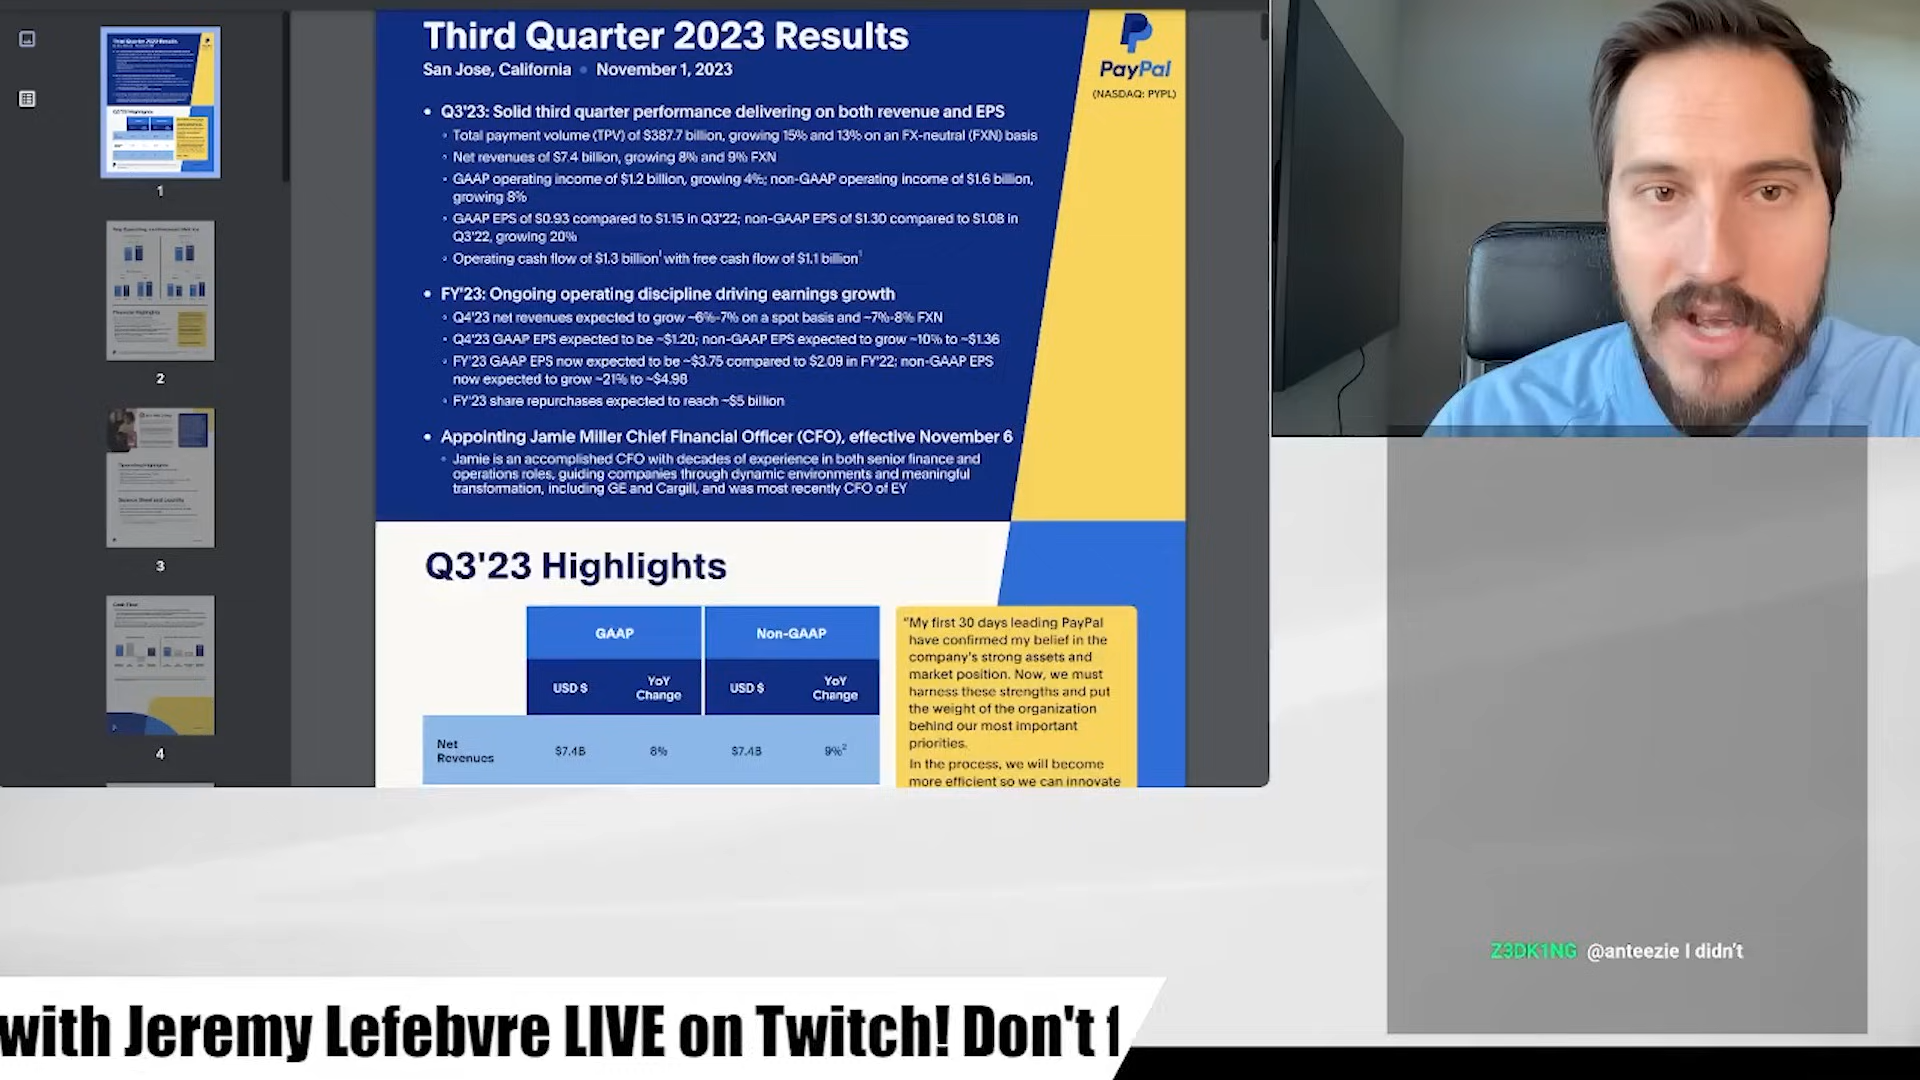 Third Quarter 2023 Results
San Jose, California • November 1, 2023
PayPal
(NASDAQ: PYPL)
• Q3'23: Solid third quarter performance delivering on both revenue and EPS
◦ Total payment volume (TPV) of $387.7 billion, growing 15% and 13% on an FX-neutral (FXN) basis
◦ Net revenues of $7.4 billion, growing 8% and 9% FXN
◦ GAAP operating income of $1.2 billion, growing 4%; non-GAAP operating income of $1.6 billion,
growing 8%
◦ GAAP EPS of $0.93 compared to $1.15 in Q3'22; non-GAAP EPS of $1.30 compared to $1.08 in
Q3'22, growing 20%
◦ Operating cash flow of $1.3 billion¹ with free cash flow of $1.1 billion¹
• FY'23: Ongoing operating discipline driving earnings growth
◦ Q4'23 net revenues expected to grow ~6%-7% on a spot basis and ~7%-8% FXN
◦ Q4'23 GAAP EPS expected to be ~$1.20; non-GAAP EPS expected to grow ~10% to ~$1.36
◦ FY'23 GAAP EPS now expected to be ~$3.75 compared to $2.09 in FY'22; non-GAAP EPS
now expected to grow ~21% to ~$4.98
◦ FY'23 share repurchases expected to reach ~$5 billion
• Appointing Jamie Miller Chief Financial Officer (CFO), effective November 6
◦ Jamie is an accomplished CFO with decades of experience in both senior finance and
operations roles, guiding companies through dynamic environments and meaningful
transformation, including GE and Cargill, and was most recently CFO of EY
Q3'23 Highlights
GAAP Non-GAAP
USD $ YoY Change USD $ YoY Change
Net Revenues $7.4B 8% $7.4B 9%²
"My first 30 days leading PayPal
have confirmed my belief in the
company's strong assets and
market position. Now, we must
harness these strengths and put
the weight of the organization
behind our most important
priorities.
In the process, we will become
more efficient so we can innovate
Third Quarter 2023 Results
1
2
3
4
Z3DK1NG @anteezie I didn't
with Jeremy Lefebvre LIVE on Twitch! Don't f